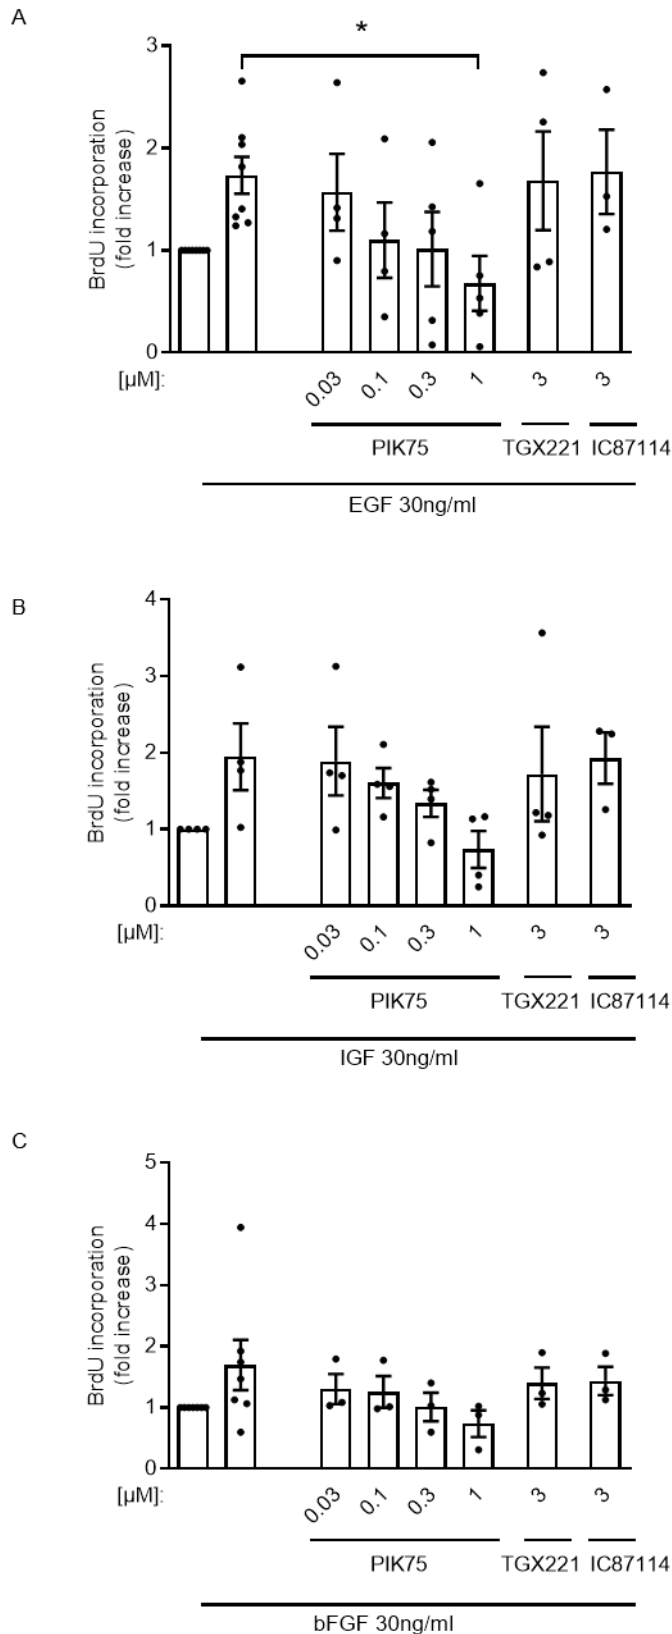 A
*
BrdU incorporation
(fold increase)
3
2
1
0
[µM]:
0.03 0.1 0.3 1 3 3
PIK75 TGX221 IC87114
EGF 30ng/ml
B
BrdU incorporation
(fold increase)
4
3
2
1
0
[µM]:
0.03 0.1 0.3 1 3 3
PIK75 TGX221 IC87114
IGF 30ng/ml
C
BrdU incorporation
(fold increase)
5
4
3
2
1
0
[µM]:
0.03 0.1 0.3 1 3 3
PIK75 TGX221 IC87114
bFGF 30ng/ml